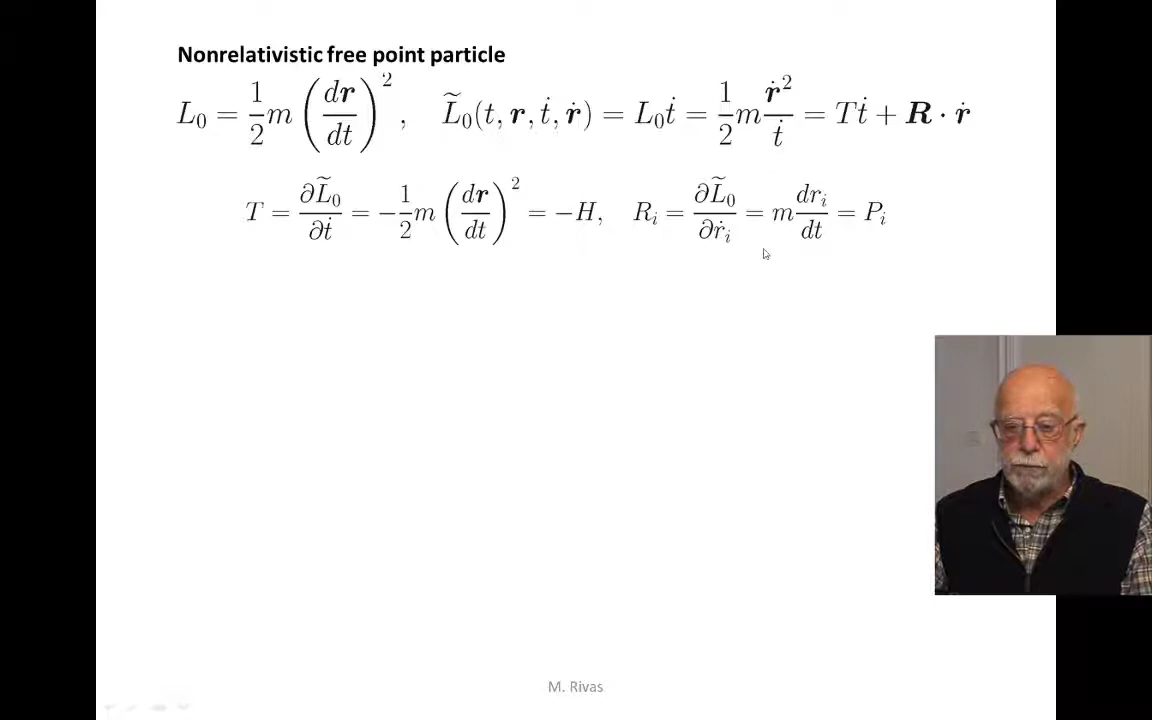 Nonrelativistic free point particle
$L_0 = \frac{1}{2} m \left( \frac{d\boldsymbol{r}}{dt} \right)^2, \quad \widetilde{L}_0(t, \boldsymbol{r}, \dot{t}, \dot{\boldsymbol{r}}) = L_0 \dot{t} = \frac{1}{2} m \frac{\dot{\boldsymbol{r}}^2}{\dot{t}} = T\dot{t} + \boldsymbol{R} \cdot \dot{\boldsymbol{r}}$
$T = \frac{\partial \widetilde{L}_0}{\partial \dot{t}} = -\frac{1}{2} m \left( \frac{d\boldsymbol{r}}{dt} \right)^2 = -H, \quad R_i = \frac{\partial \widetilde{L}_0}{\partial \dot{r}_i} = m \frac{dr_i}{dt} = P_i$
M. Rivas